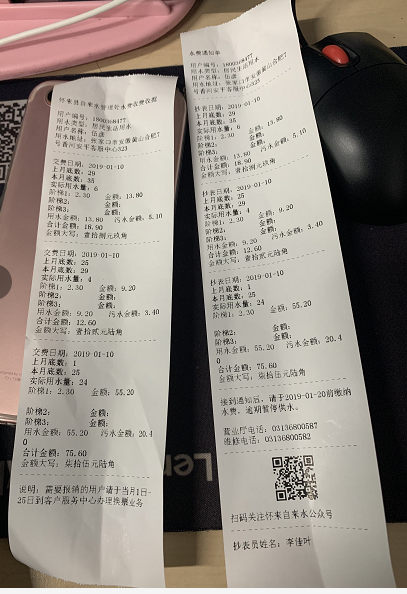 怀来县自来水管理处水费收费收据
用户编号：1800068477
用水类型：居民生活用水
用户名称：伍彦
号香河安平客服中心323
交费日期：2019-01-10
上月底数：29
本月底数：35
实际用水量：6
阶梯1：2.30 金额：13.80
阶梯2： 金额：
阶梯3： 金额：
用水金额：13.80 污水金额：5.10
合计金额：18.90
金额大写：壹拾捌元玖角
交费日期：2019-01-10
上月底数：25
本月底数：29
实际用水量：4
阶梯1：2.30 金额：9.20
阶梯2： 金额：
阶梯3： 金额：
用水金额：9.20 污水金额：3.40
合计金额：12.60
金额大写：壹拾贰元陆角
交费日期：2019-01-10
上月底数：1
本月底数：25
实际用水量：24
阶梯1：2.30 金额：55.20
阶梯2： 金额：
阶梯3： 金额：
用水金额：55.20 污水金额：20.4
0
合计金额：75.60
金额大写：柒拾伍元陆角
说明：需要报销的用户请于当月1日-
25日到客户服务中心办理换票业务
水费通知单
用户编号：1800068477
用水类型：居民生活用水
用户名称：伍彦
抄表日期：2019-01-10
上月底数：29
本月底数：35
实际用水量：6
阶梯1：2.30 金额：13.80
阶梯2： 金额：
阶梯3： 金额：
用水金额：13.80 污水金额：5.10
合计金额：18.90
金额大写：壹拾捌元玖角
抄表日期：2019-01-10
上月底数：25
本月底数：29
实际用水量：4
阶梯1：2.30 金额：9.20
阶梯2： 金额：
阶梯3： 金额：
用水金额：9.20 污水金额：3.40
合计金额：12.60
金额大写：壹拾贰元陆角
抄表日期：2019-01-10
上月底数：1
本月底数：25
实际用水量：24
阶梯1：2.30 金额：55.20
阶梯2： 金额：
阶梯3： 金额：
用水金额：55.20 污水金额：20.4
0
合计金额：75.60
金额大写：柒拾伍元陆角
接到通知后，请于2019-01-20前缴纳
水费，逾期暂停供水。
营业厅电话：03136800587
维修电话：03136800582
扫码关注怀来自来水公众号
抄表员姓名：李佳叶